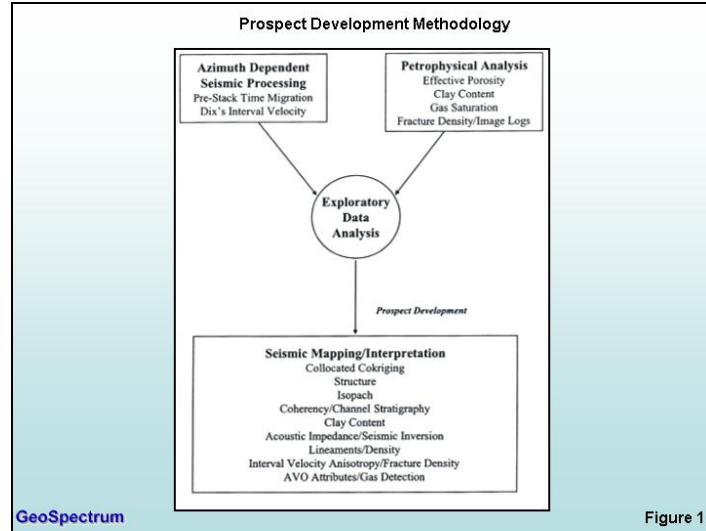 Prospect Development Methodology
Azimuth Dependent
Seismic Processing
Pre-Stack Time Migration
Dix's Interval Velocity
Petrophysical Analysis
Effective Porosity
Clay Content
Gas Saturation
Fracture Density/Image Logs
Exploratory
Data
Analysis
Prospect Development
Seismic Mapping/Interpretation
Collocated Cokriging
Structure
Isopach
Coherency/Channel Stratigraphy
Clay Content
Acoustic Impedance/Seismic Inversion
Lineaments/Density
Interval Velocity Anisotropy/Fracture Density
AVO Attributes/Gas Detection
GeoSpectrum
Figure 1